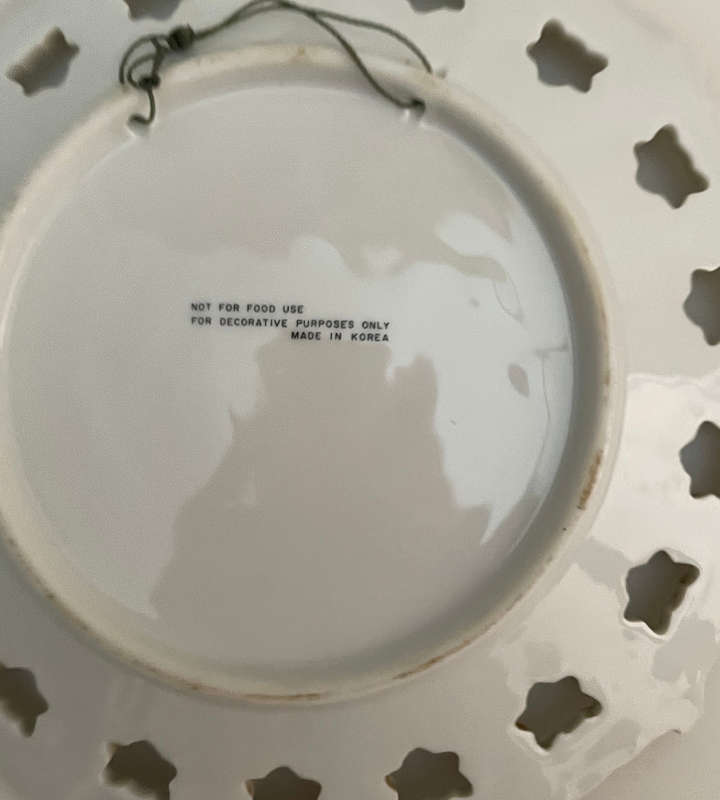 NOT FOR FOOD USE
FOR DECORATIVE PURPOSES ONLY
MADE IN KOREA